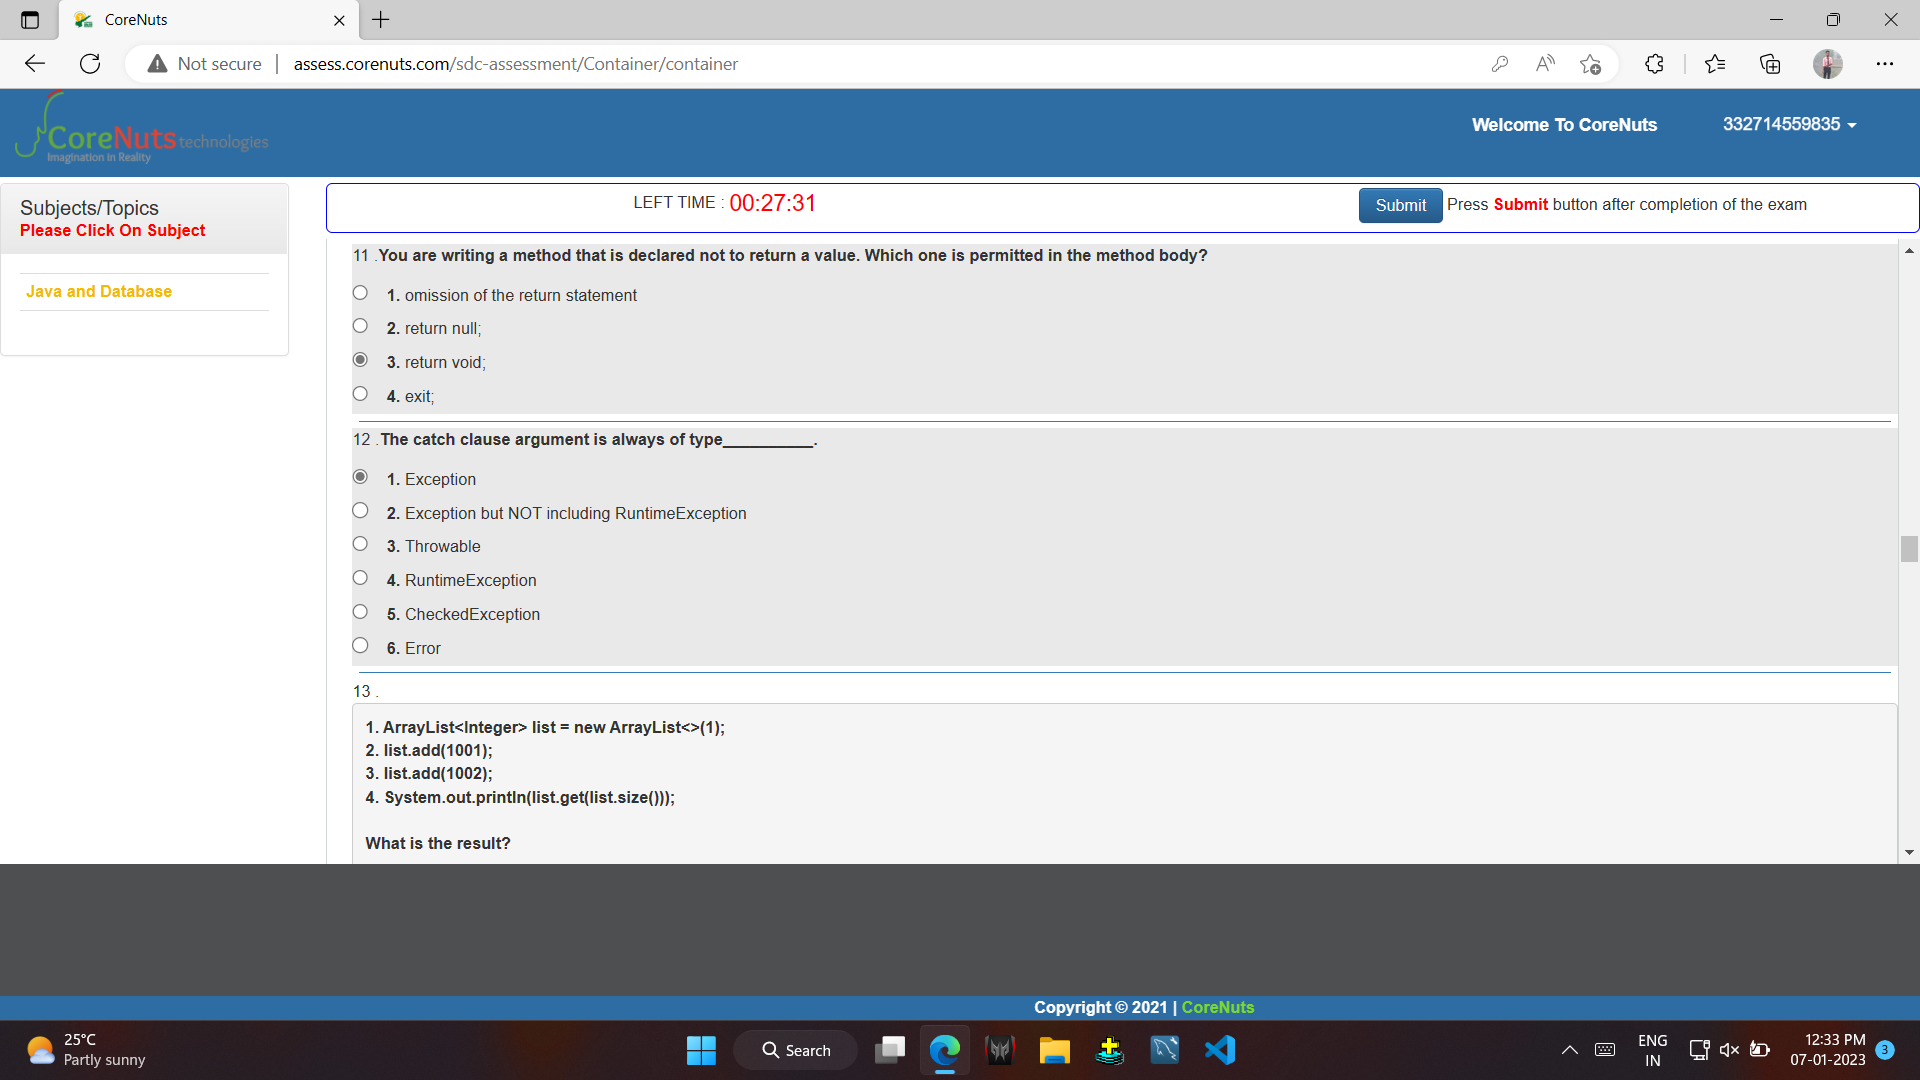 CoreNuts
Not secure
assess.corenuts.com/sdc-assessment/Container/container
CoreNuts technologies
Imagination In Reality
Welcome To CoreNuts
332714559835
Subjects/Topics
Please Click On Subject
Java and Database
LEFT TIME : 00:27:31
Submit Press Submit button after completion of the exam
11 .You are writing a method that is declared not to return a value. Which one is permitted in the method body?
1. omission of the return statement
2. return null;
3. return void;
4. exit;
12 .The catch clause argument is always of type__________.
1. Exception
2. Exception but NOT including RuntimeException
3. Throwable
4. RuntimeException
5. CheckedException
6. Error
13 .
1. ArrayList<Integer> list = new ArrayList<>(1);
2. list.add(1001);
3. list.add(1002);
4. System.out.println(list.get(list.size()));
What is the result?
Copyright © 2021 | CoreNuts
25°C
Partly sunny
Search
ENG
IN
12:33 PM
07-01-2023
3